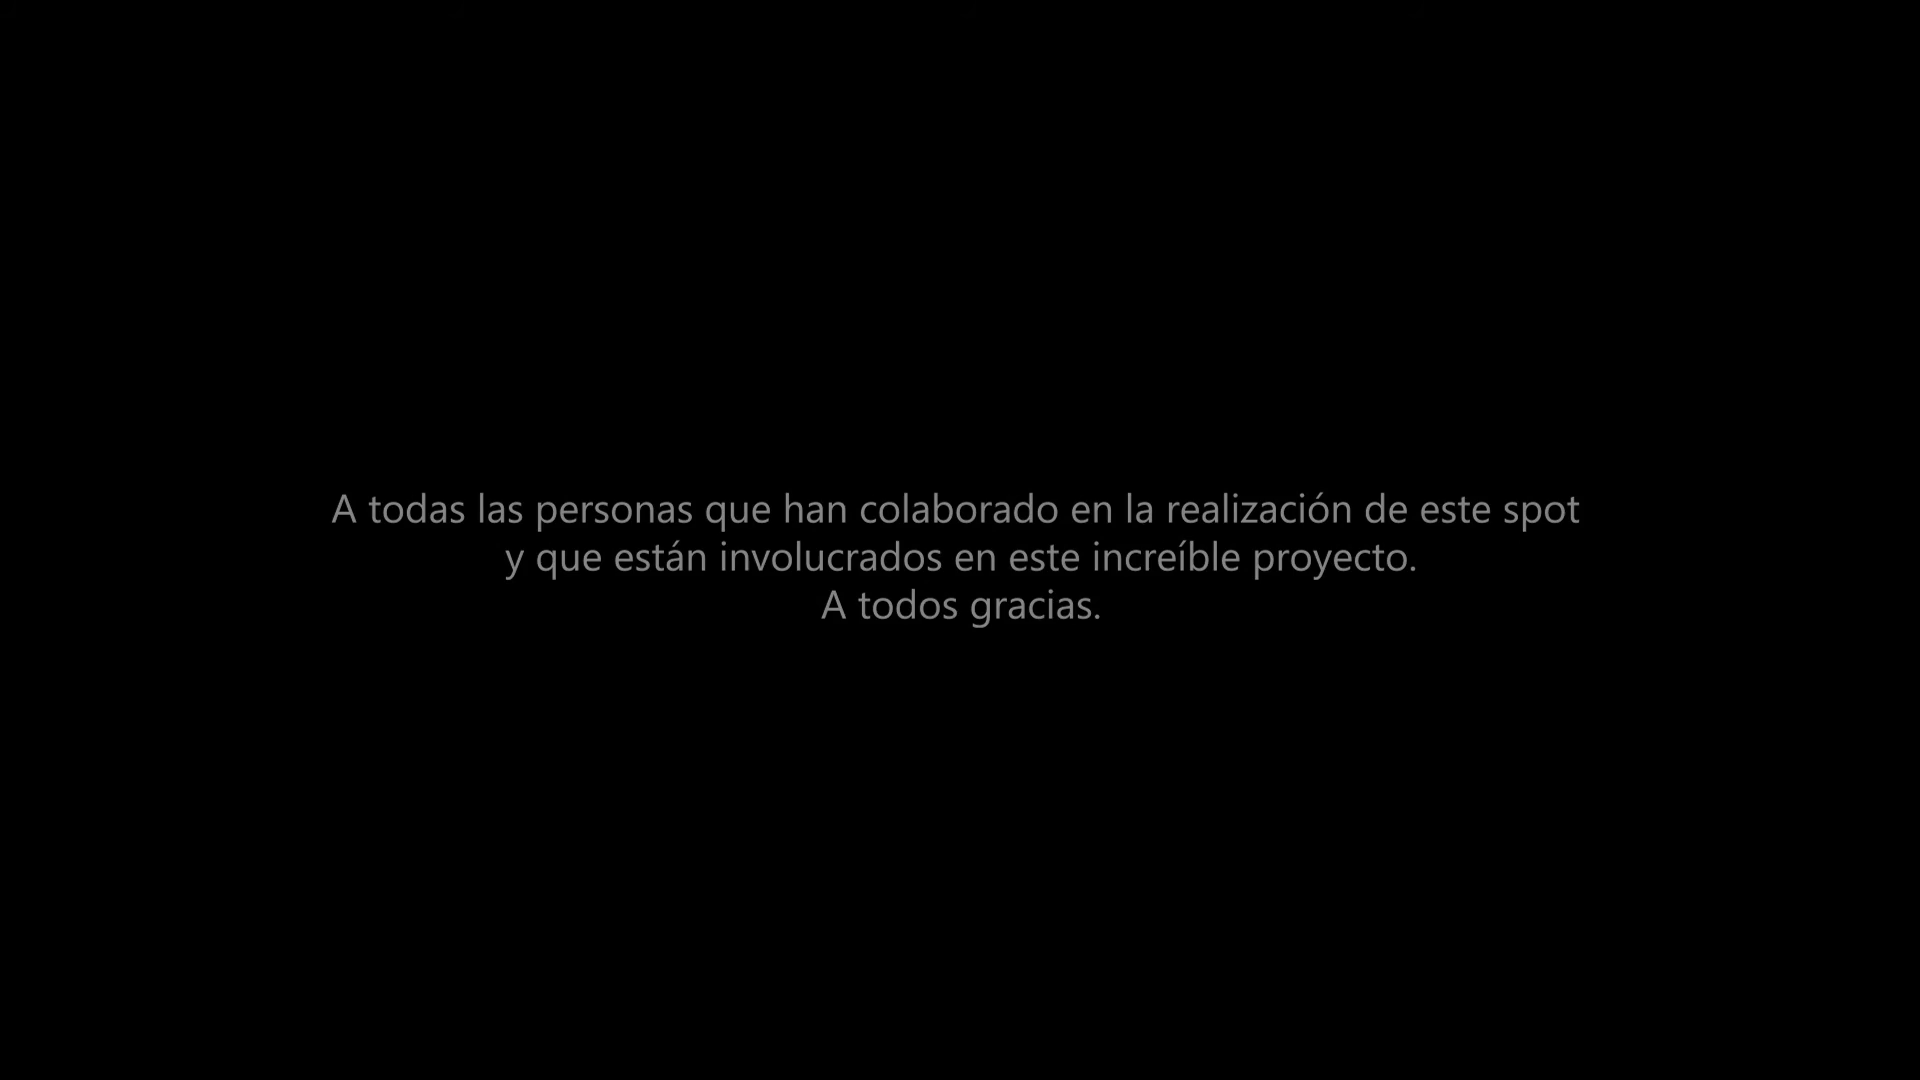 A todas las personas que han colaborado en la realización de este spot
y que están involucrados en este increíble proyecto.
A todos gracias.